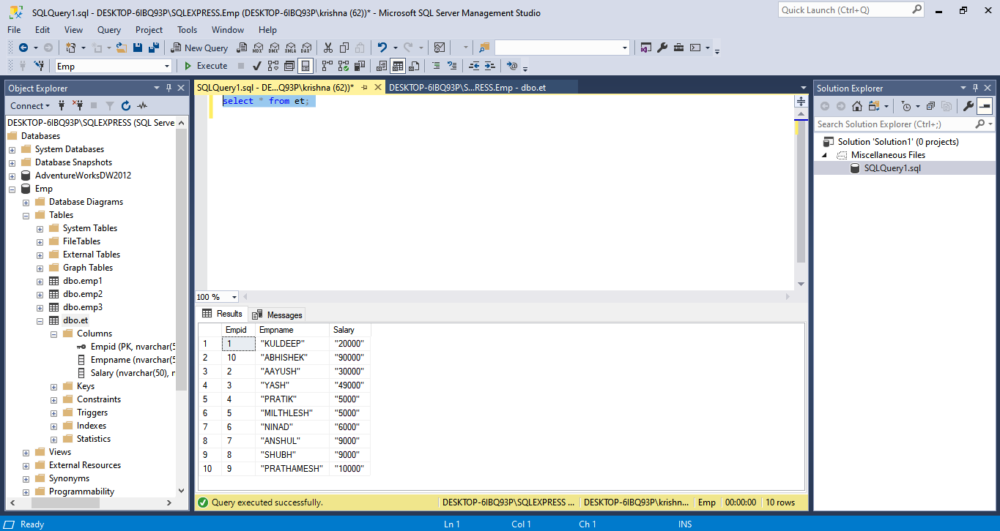 SQLQuery1.sql - DESKTOP-6IBQ93P\SQLEXPRESS.Emp (DESKTOP-6IBQ93P\krishna (62))* - Microsoft SQL Server Management Studio
Quick Launch (Ctrl+Q)
File Edit View Query Project Tools Window Help
New Query MDX DMX XMLA DAX
Emp Execute
Object Explorer
Connect
DESKTOP-6IBQ93P\SQLEXPRESS (SQL Serve
Databases
System Databases
Database Snapshots
AdventureWorksDW2012
Emp
Database Diagrams
Tables
System Tables
FileTables
External Tables
Graph Tables
dbo.emp1
dbo.emp2
dbo.emp3
dbo.et
Columns
Empid (PK, nvarchar(5
Empname (nvarchar(5
Salary (nvarchar(50), n
Keys
Constraints
Triggers
Indexes
Statistics
Views
External Resources
Synonyms
Programmability
SQLQuery1.sql - DE...Q93P\krishna (62))* DESKTOP-6IBQ93P\S...RESS.Emp - dbo.et
select * from et;
100 %
Results Messages
Empid Empname Salary
1 1 "KULDEEP" "20000"
2 10 "ABHISHEK" "90000"
3 2 "AAYUSH" "30000"
4 3 "YASH" "49000"
5 4 "PRATIK" "5000"
6 5 "MILTHLESH" "5000"
7 6 "NINAD" "6000"
8 7 "ANSHUL" "9000"
9 8 "SHUBH" "9000"
10 9 "PRATHAMESH" "10000"
Query executed successfully. DESKTOP-6IBQ93P\SQLEXPRESS ... DESKTOP-6IBQ93P\krishn... Emp 00:00:00 10 rows
Solution Explorer
Search Solution Explorer (Ctrl+;)
Solution 'Solution1' (0 projects)
Miscellaneous Files
SQLQuery1.sql
Ready Ln 1 Col 1 Ch 1 INS